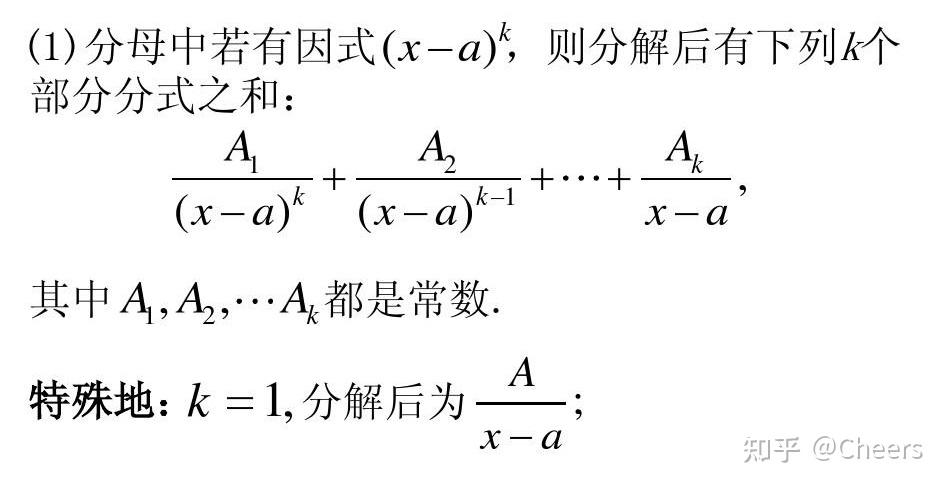 (1) 分母中若有因式 $(x-a)^k$, 则分解后有下列k个
部分分式之和：
$\frac{A_1}{(x-a)^k}+\frac{A_2}{(x-a)^{k-1}}+\cdots+\frac{A_k}{x-a},$
其中 $A_1, A_2, \cdots A_k$ 都是常数.
特殊地：$k=1,$ 分解后为 $\frac{A}{x-a}$;
知乎 @Cheers